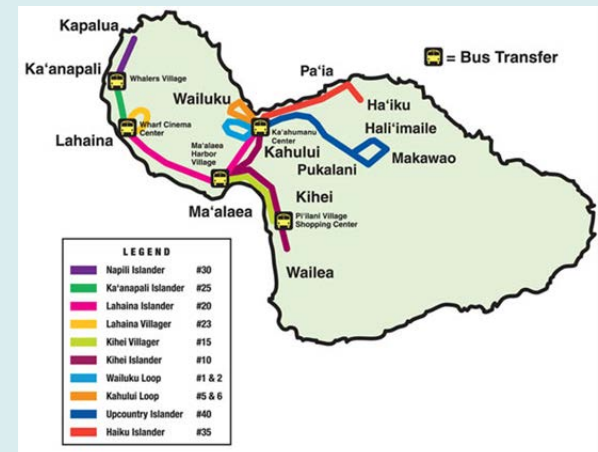 Kapalua
Ka'anapali
Whalers Village
Wailuku
Pa'ia
= Bus Transfer
Ha'iku
Hali'imaile
Makawao
Wharf Cinema
Center
Lahaina
Ma'alaea
Harbor
Village
Ka'ahumanu
Center
Kahului
Pukalani
Ma'alaea
Kihei
Pi'ilani Village
Shopping Center
Wailea
LEGEND
Napili Islander #30
Ka'anapali Islander #25
Lahaina Islander #20
Lahaina Villager #23
Kihei Villager #15
Kihei Islander #10
Wailuku Loop #1 & 2
Kahului Loop #5 & 6
Upcountry Islander #40
Haiku Islander #35